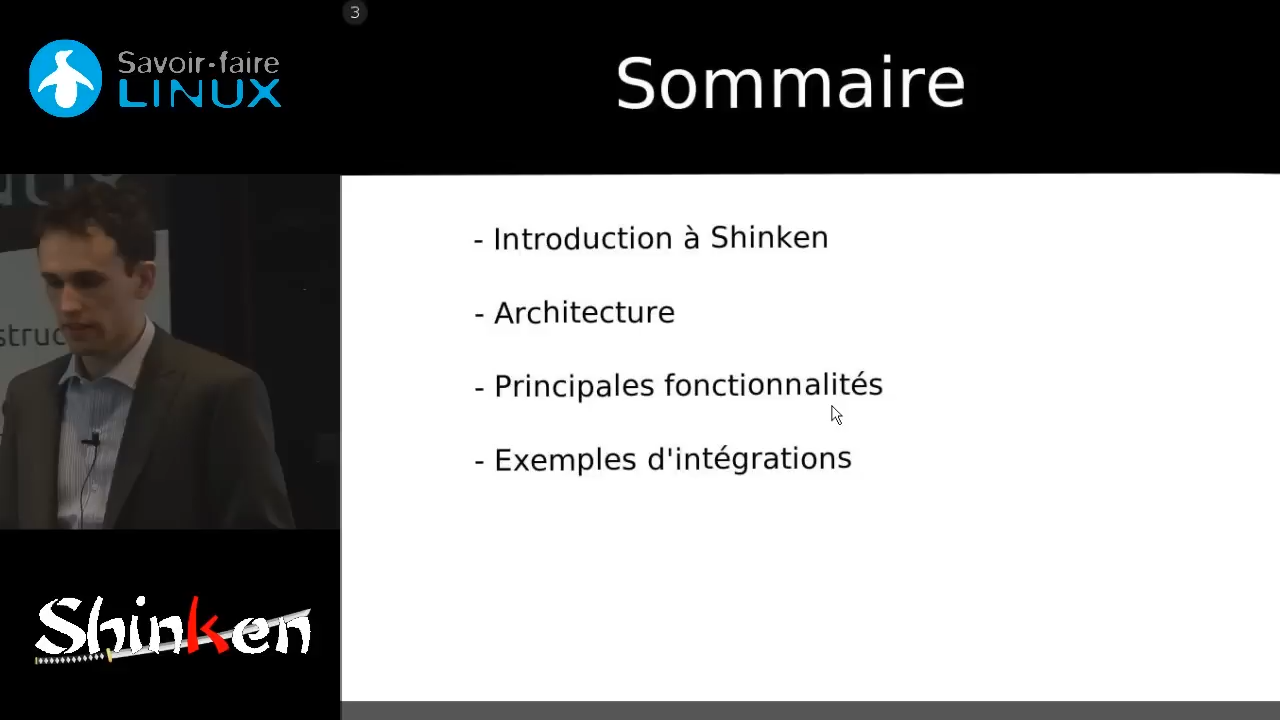 3
Savoir-faire
LINUX
Sommaire
- Introduction à Shinken
- Architecture
- Principales fonctionnalités
- Exemples d'intégrations
Shinken